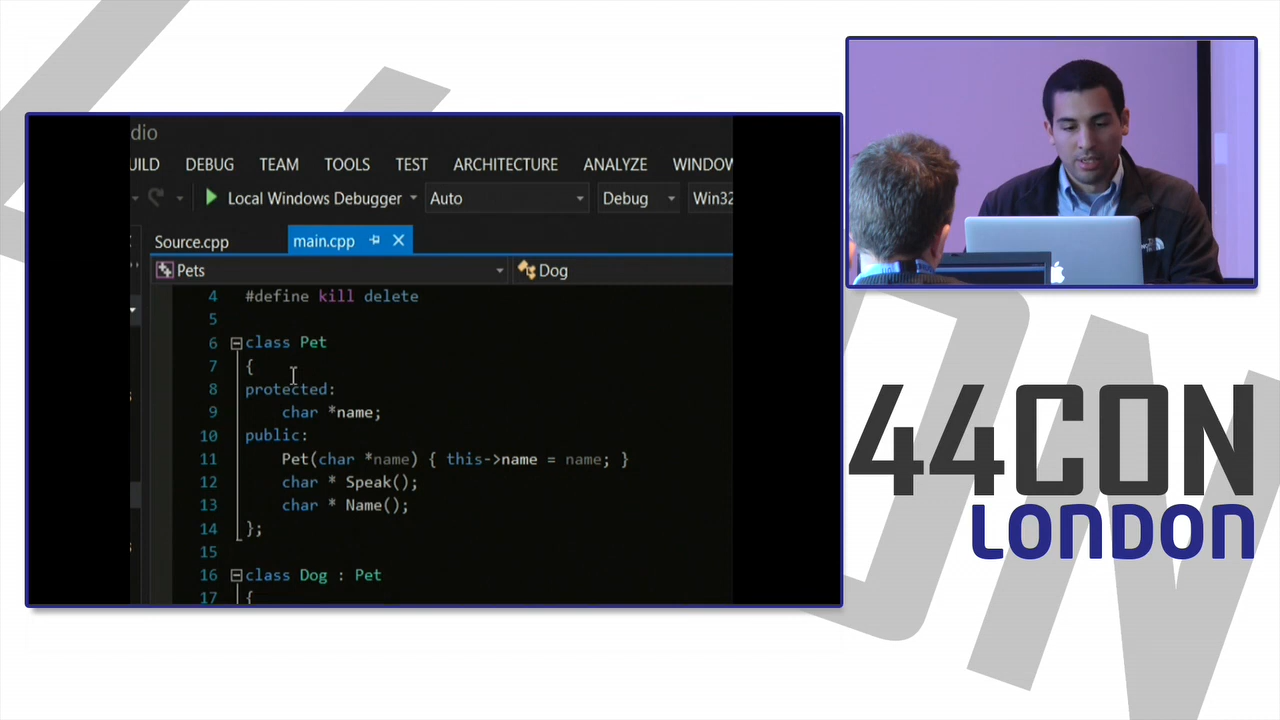 dio
UILD DEBUG TEAM TOOLS TEST ARCHITECTURE ANALYZE WINDOW
Local Windows Debugger Auto Debug Win32
Source.cpp main.cpp
Pets Dog
4 #define kill delete
5
6 class Pet
7 {
8 protected:
9 char *name;
10 public:
11 Pet(char *name) { this->name = name; }
12 char * Speak();
13 char * Name();
14 };
15
16 class Dog : Pet
17 {
44CON
LONDON